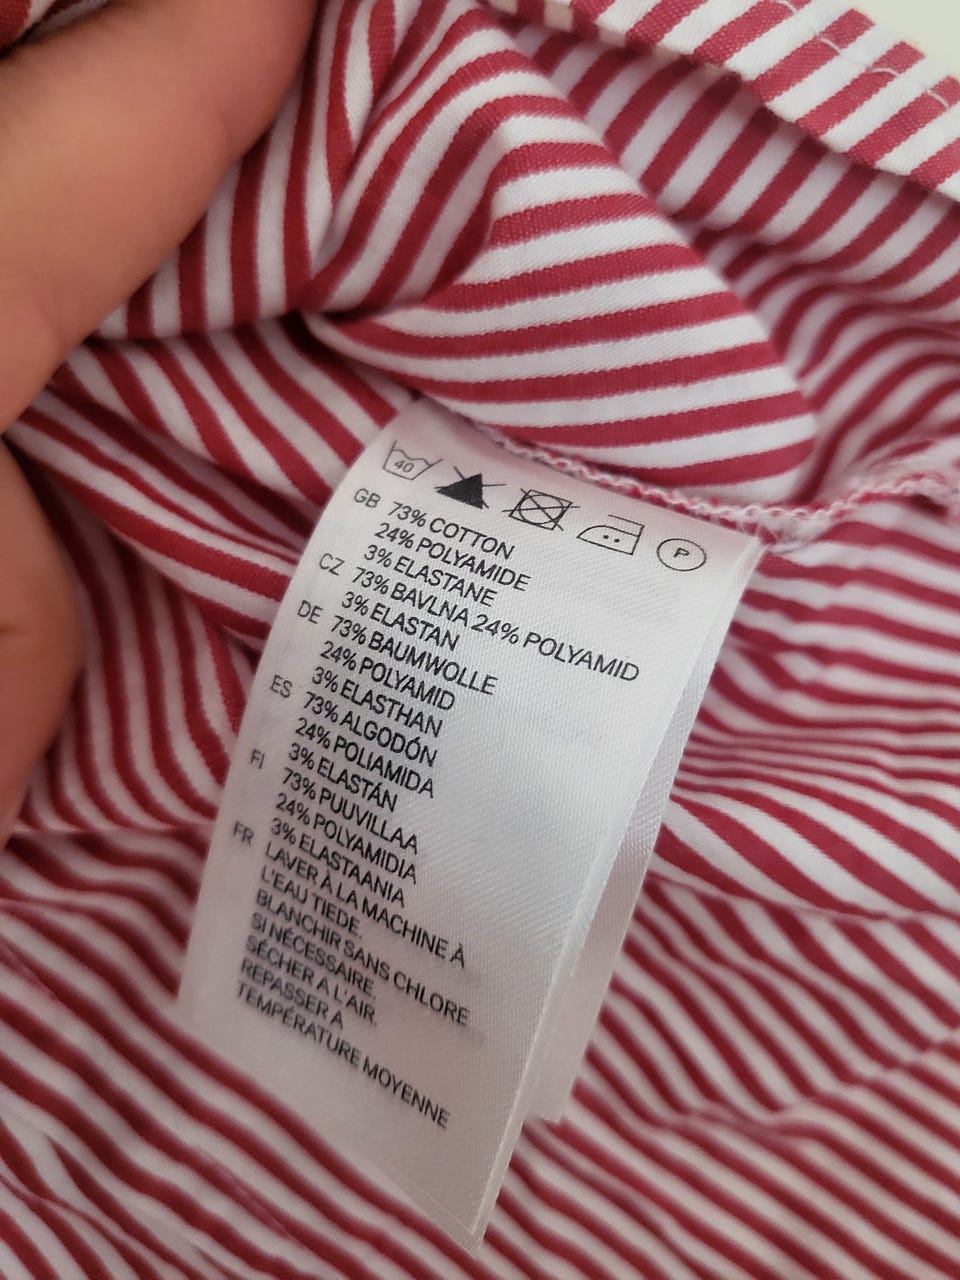 40
P
GB 73% COTTON
24% POLYAMIDE
3% ELASTANE
CZ 73% BAVLNA 24% POLYAMID
3% ELASTAN
DE 73% BAUMWOLLE
24% POLYAMID
3% ELASTHAN
ES 73% ALGODÓN
24% POLIAMIDA
3% ELASTÁN
FI 73% PUUVILLAA
24% POLYAMIDIA
3% ELASTAANIA
FR LAVER À LA MACHINE À
L'EAU TIEDE.
BLANCHIR SANS CHLORE
SI NÉCESSAIRE.
SÉCHER A L'AIR.
REPASSER A
TEMPÉRATURE MOYENNE